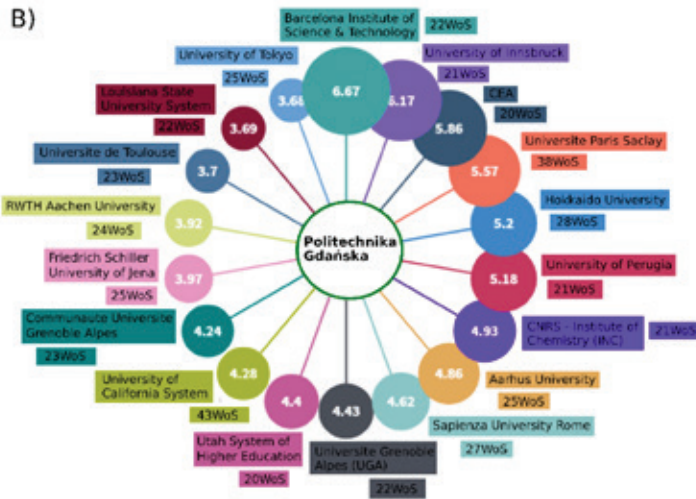 B)
Barcelona Institute of
Science & Technology
22WoS
6.67
University of Innsbruck
21WoS
6.17
CEA
20WoS
5.86
Universite Paris Saclay
38WoS
5.57
Hokkaido University
28WoS
5.2
University of Perugia
21WoS
5.18
CNRS - Institute of
Chemistry (INC)
21WoS
4.93
Aarhus University
25WoS
4.86
Sapienza University Rome
27WoS
4.62
Universite Grenoble
Alpes (UGA)
22WoS
4.43
Utah System of
Higher Education
20WoS
4.4
University of
California System
43WoS
4.28
Communaute Universite
Grenoble Alpes
23WoS
4.24
Friedrich Schiller
University of Jena
25WoS
3.97
RWTH Aachen University
24WoS
3.92
Universite de Toulouse
23WoS
3.7
Louisiana State
University System
22WoS
3.69
University of Tokyo
25WoS
3.68
Politechnika
Gdańska